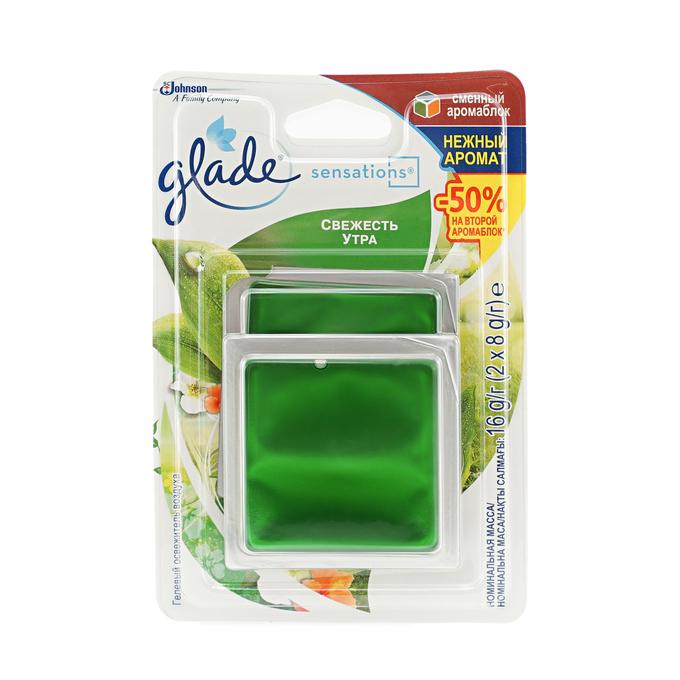 SC Johnson
A Family Company
glade®
sensations®
СВЕЖЕСТЬ
УТРА
сменный
аромаблок
НЕЖНЫЙ
АРОМАТ
-50%
НА ВТОРОЙ
АРОМАБЛОК
Гелевый освежитель воздуха
НОМИНАЛЬНАЯ МАССА/
НОМІНАЛЬНА МАСА/НАКТЫ САЛМАҒЫ: 16 g/г (2 x 8 g/г) ℮